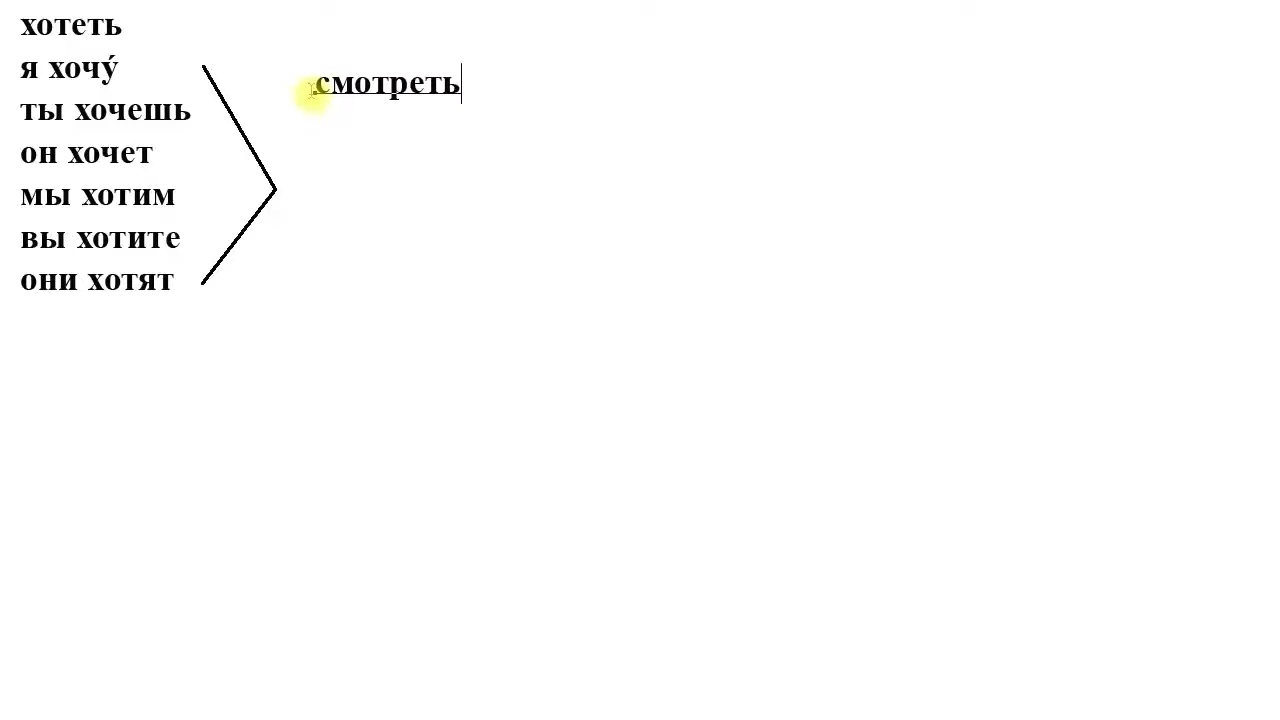 хотеть
я хочу́
смотреть
ты хочешь
он хочет
мы хотим
вы хотите
они хотят